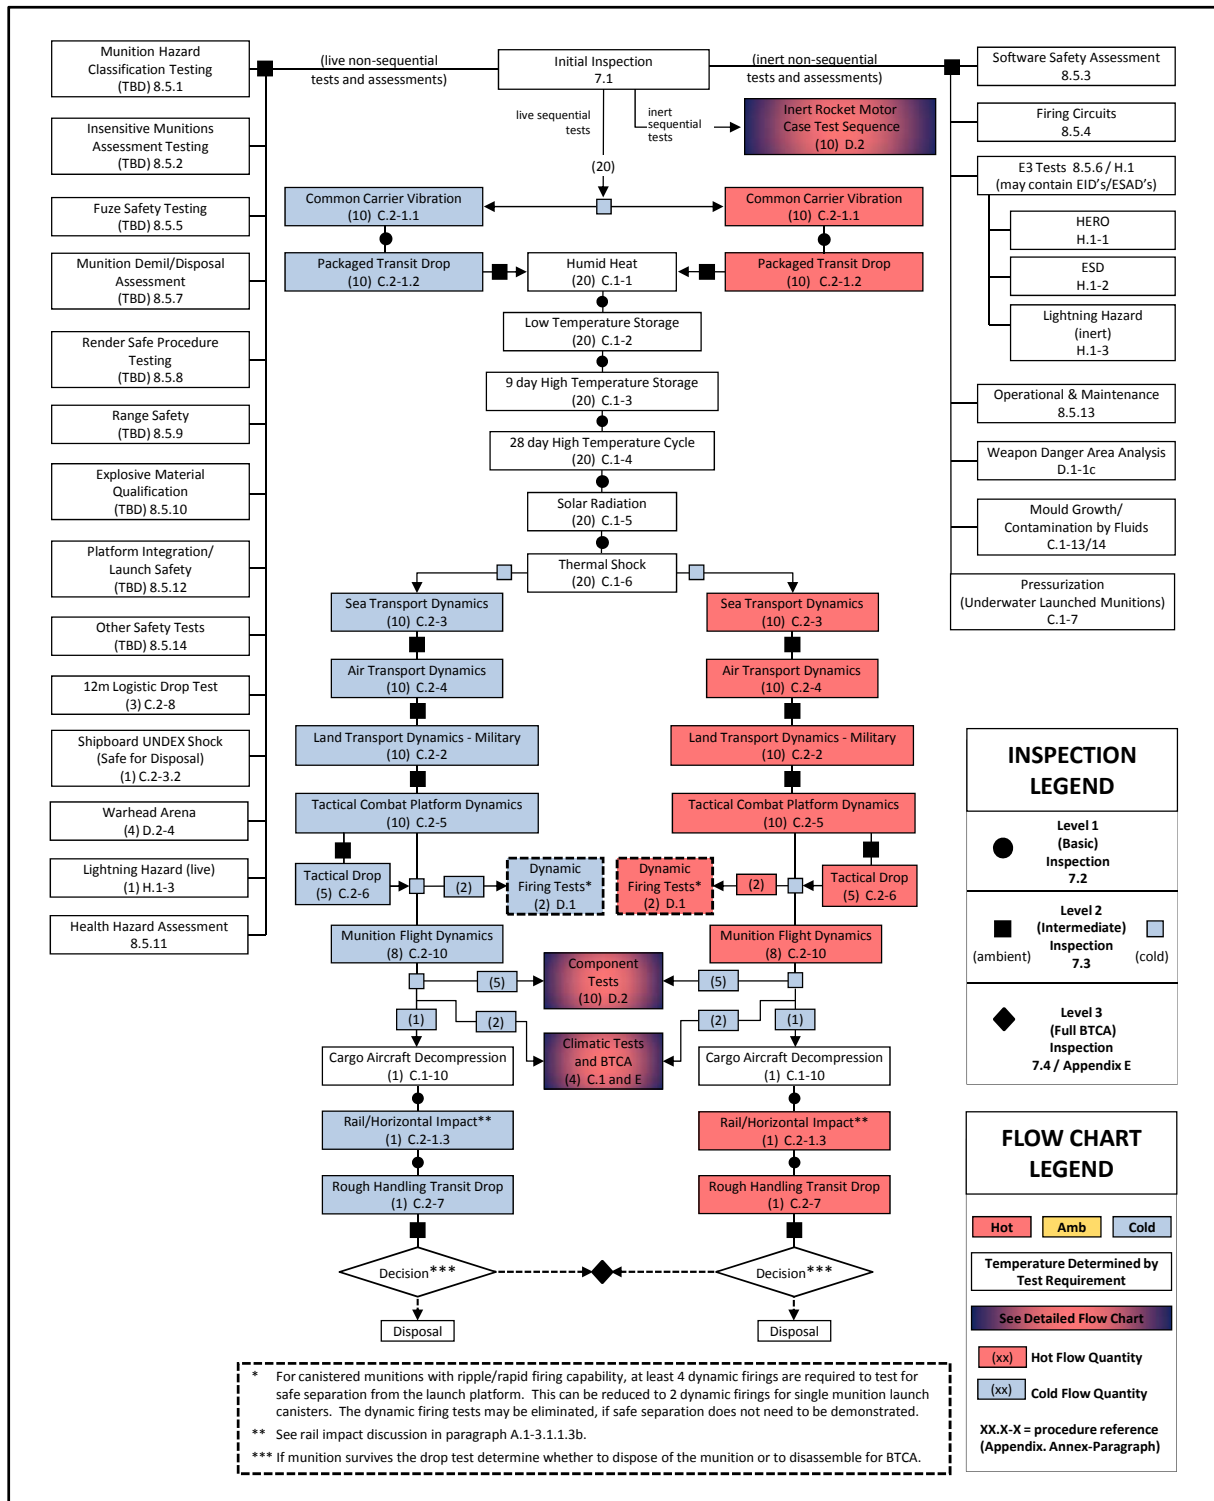 Munition Hazard
Classification Testing
(TBD) 8.5.1
Insensitive Munitions
Assessment Testing
(TBD) 8.5.2
Fuze Safety Testing
(TBD) 8.5.5
Munition Demil/Disposal
Assessment
(TBD) 8.5.7
Render Safe Procedure
Testing
(TBD) 8.5.8
Range Safety
(TBD) 8.5.9
Explosive Material
Qualification
(TBD) 8.5.10
Platform Integration/
Launch Safety
(TBD) 8.5.12
Other Safety Tests
(TBD) 8.5.14
12m Logistic Drop Test
(3) C.2-8
Shipboard UNDEX Shock
(Safe for Disposal)
(1) C.2-3.2
Warhead Arena
(4) D.2-4
Lightning Hazard (live)
(1) H.1-3
Health Hazard Assessment
8.5.11
(live non-sequential
tests and assessments)
Initial Inspection
7.1
(inert non-sequential
tests and assessments)
live sequential
tests
inert
sequential
tests
Inert Rocket Motor
Case Test Sequence
(10) D.2
(20)
Common Carrier Vibration
(10) C.2-1.1
Common Carrier Vibration
(10) C.2-1.1
Packaged Transit Drop
(10) C.2-1.2
Humid Heat
(20) C.1-1
Packaged Transit Drop
(10) C.2-1.2
Low Temperature Storage
(20) C.1-2
9 day High Temperature Storage
(20) C.1-3
28 day High Temperature Cycle
(20) C.1-4
Solar Radiation
(20) C.1-5
Thermal Shock
(20) C.1-6
Sea Transport Dynamics
(10) C.2-3
Sea Transport Dynamics
(10) C.2-3
Air Transport Dynamics
(10) C.2-4
Air Transport Dynamics
(10) C.2-4
Land Transport Dynamics - Military
(10) C.2-2
Land Transport Dynamics - Military
(10) C.2-2
Tactical Combat Platform Dynamics
(10) C.2-5
Tactical Combat Platform Dynamics
(10) C.2-5
Tactical Drop
(5) C.2-6
(2)
Dynamic
Firing Tests*
(2) D.1
Dynamic
Firing Tests*
(2) D.1
(2)
Tactical Drop
(5) C.2-6
Munition Flight Dynamics
(8) C.2-10
Munition Flight Dynamics
(8) C.2-10
(5)
Component
Tests
(10) D.2
(5)
(1)
(2)
Climatic Tests
and BTCA
(4) C.1 and E
(2)
(1)
Cargo Aircraft Decompression
(1) C.1-10
Cargo Aircraft Decompression
(1) C.1-10
Rail/Horizontal Impact**
(1) C.2-1.3
Rail/Horizontal Impact**
(1) C.2-1.3
Rough Handling Transit Drop
(1) C.2-7
Rough Handling Transit Drop
(1) C.2-7
Decision***
Decision***
Disposal
Disposal
Software Safety Assessment
8.5.3
Firing Circuits
8.5.4
E3 Tests 8.5.6 / H.1
(may contain EID's/ESAD's)
HERO
H.1-1
ESD
H.1-2
Lightning Hazard
(inert)
H.1-3
Operational & Maintenance
8.5.13
Weapon Danger Area Analysis
D.1-1c
Mould Growth/
Contamination by Fluids
C.1-13/14
Pressurization
(Underwater Launched Munitions)
C.1-7
INSPECTION
LEGEND
Level 1
(Basic)
Inspection
7.2
Level 2
(Intermediate)
Inspection
7.3
(ambient)
(cold)
Level 3
(Full BTCA)
Inspection
7.4 / Appendix E
FLOW CHART
LEGEND
Hot
Amb
Cold
Temperature Determined by
Test Requirement
See Detailed Flow Chart
(xx) Hot Flow Quantity
(xx) Cold Flow Quantity
XX.X-X = procedure reference
(Appendix. Annex-Paragraph)
* For canistered munitions with ripple/rapid firing capability, at least 4 dynamic firings are required to test for
safe separation from the launch platform. This can be reduced to 2 dynamic firings for single munition launch
canisters. The dynamic firing tests may be eliminated, if safe separation does not need to be demonstrated.
** See rail impact discussion in paragraph A.1-3.1.1.3b.
*** If munition survives the drop test determine whether to dispose of the munition or to disassemble for BTCA.